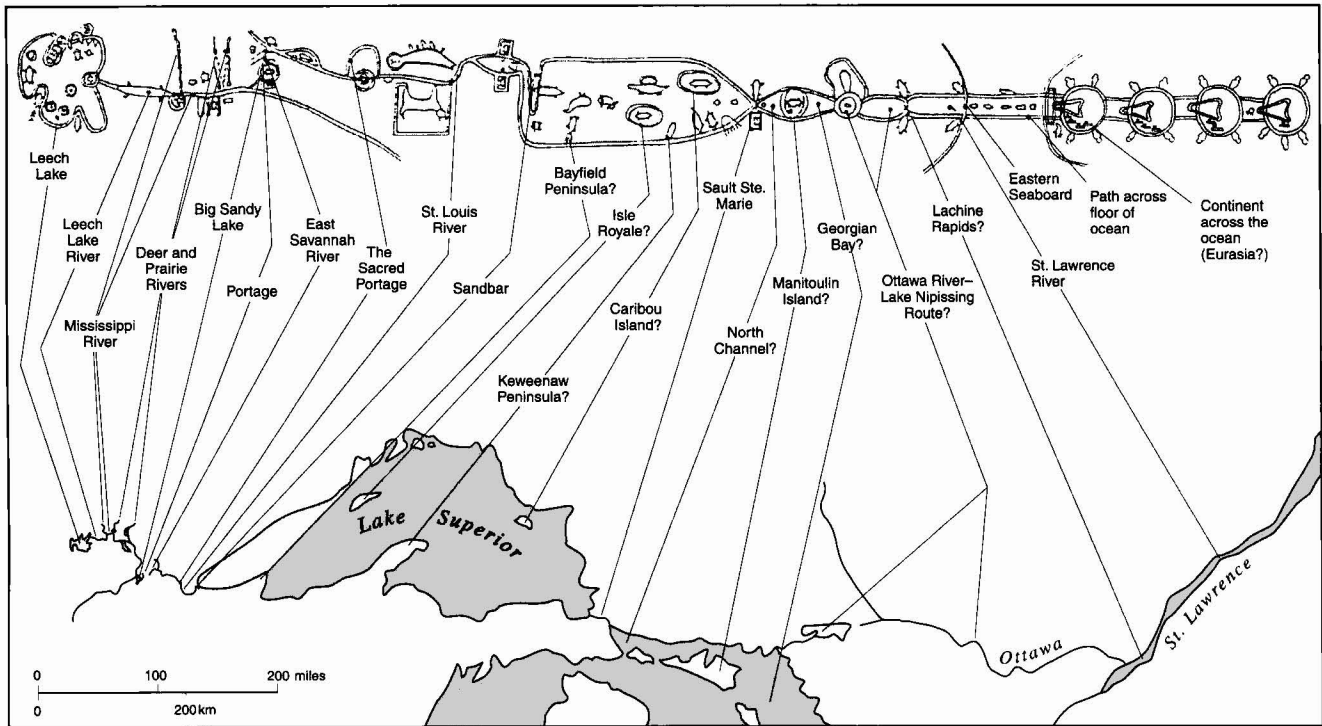 Leech
Lake
Leech
Lake
River
Mississippi
River
Deer and
Prairie
Rivers
Big Sandy
Lake
Portage
East
Savannah
River
The
Sacred
Portage
St. Louis
River
Sandbar
Bayfield
Peninsula?
Isle
Royale?
Keweenaw
Peninsula?
Caribou
Island?
Sault Ste.
Marie
North
Channel?
Manitoulin
Island?
Georgian
Bay?
Ottawa River–
Lake Nipissing
Route?
Lachine
Rapids?
St. Lawrence
River
Eastern
Seaboard
Path across
floor of
ocean
Continent
across the
ocean
(Eurasia?)
Lake Superior
Ottawa
St. Lawrence
0 100 200 miles
0 200 km